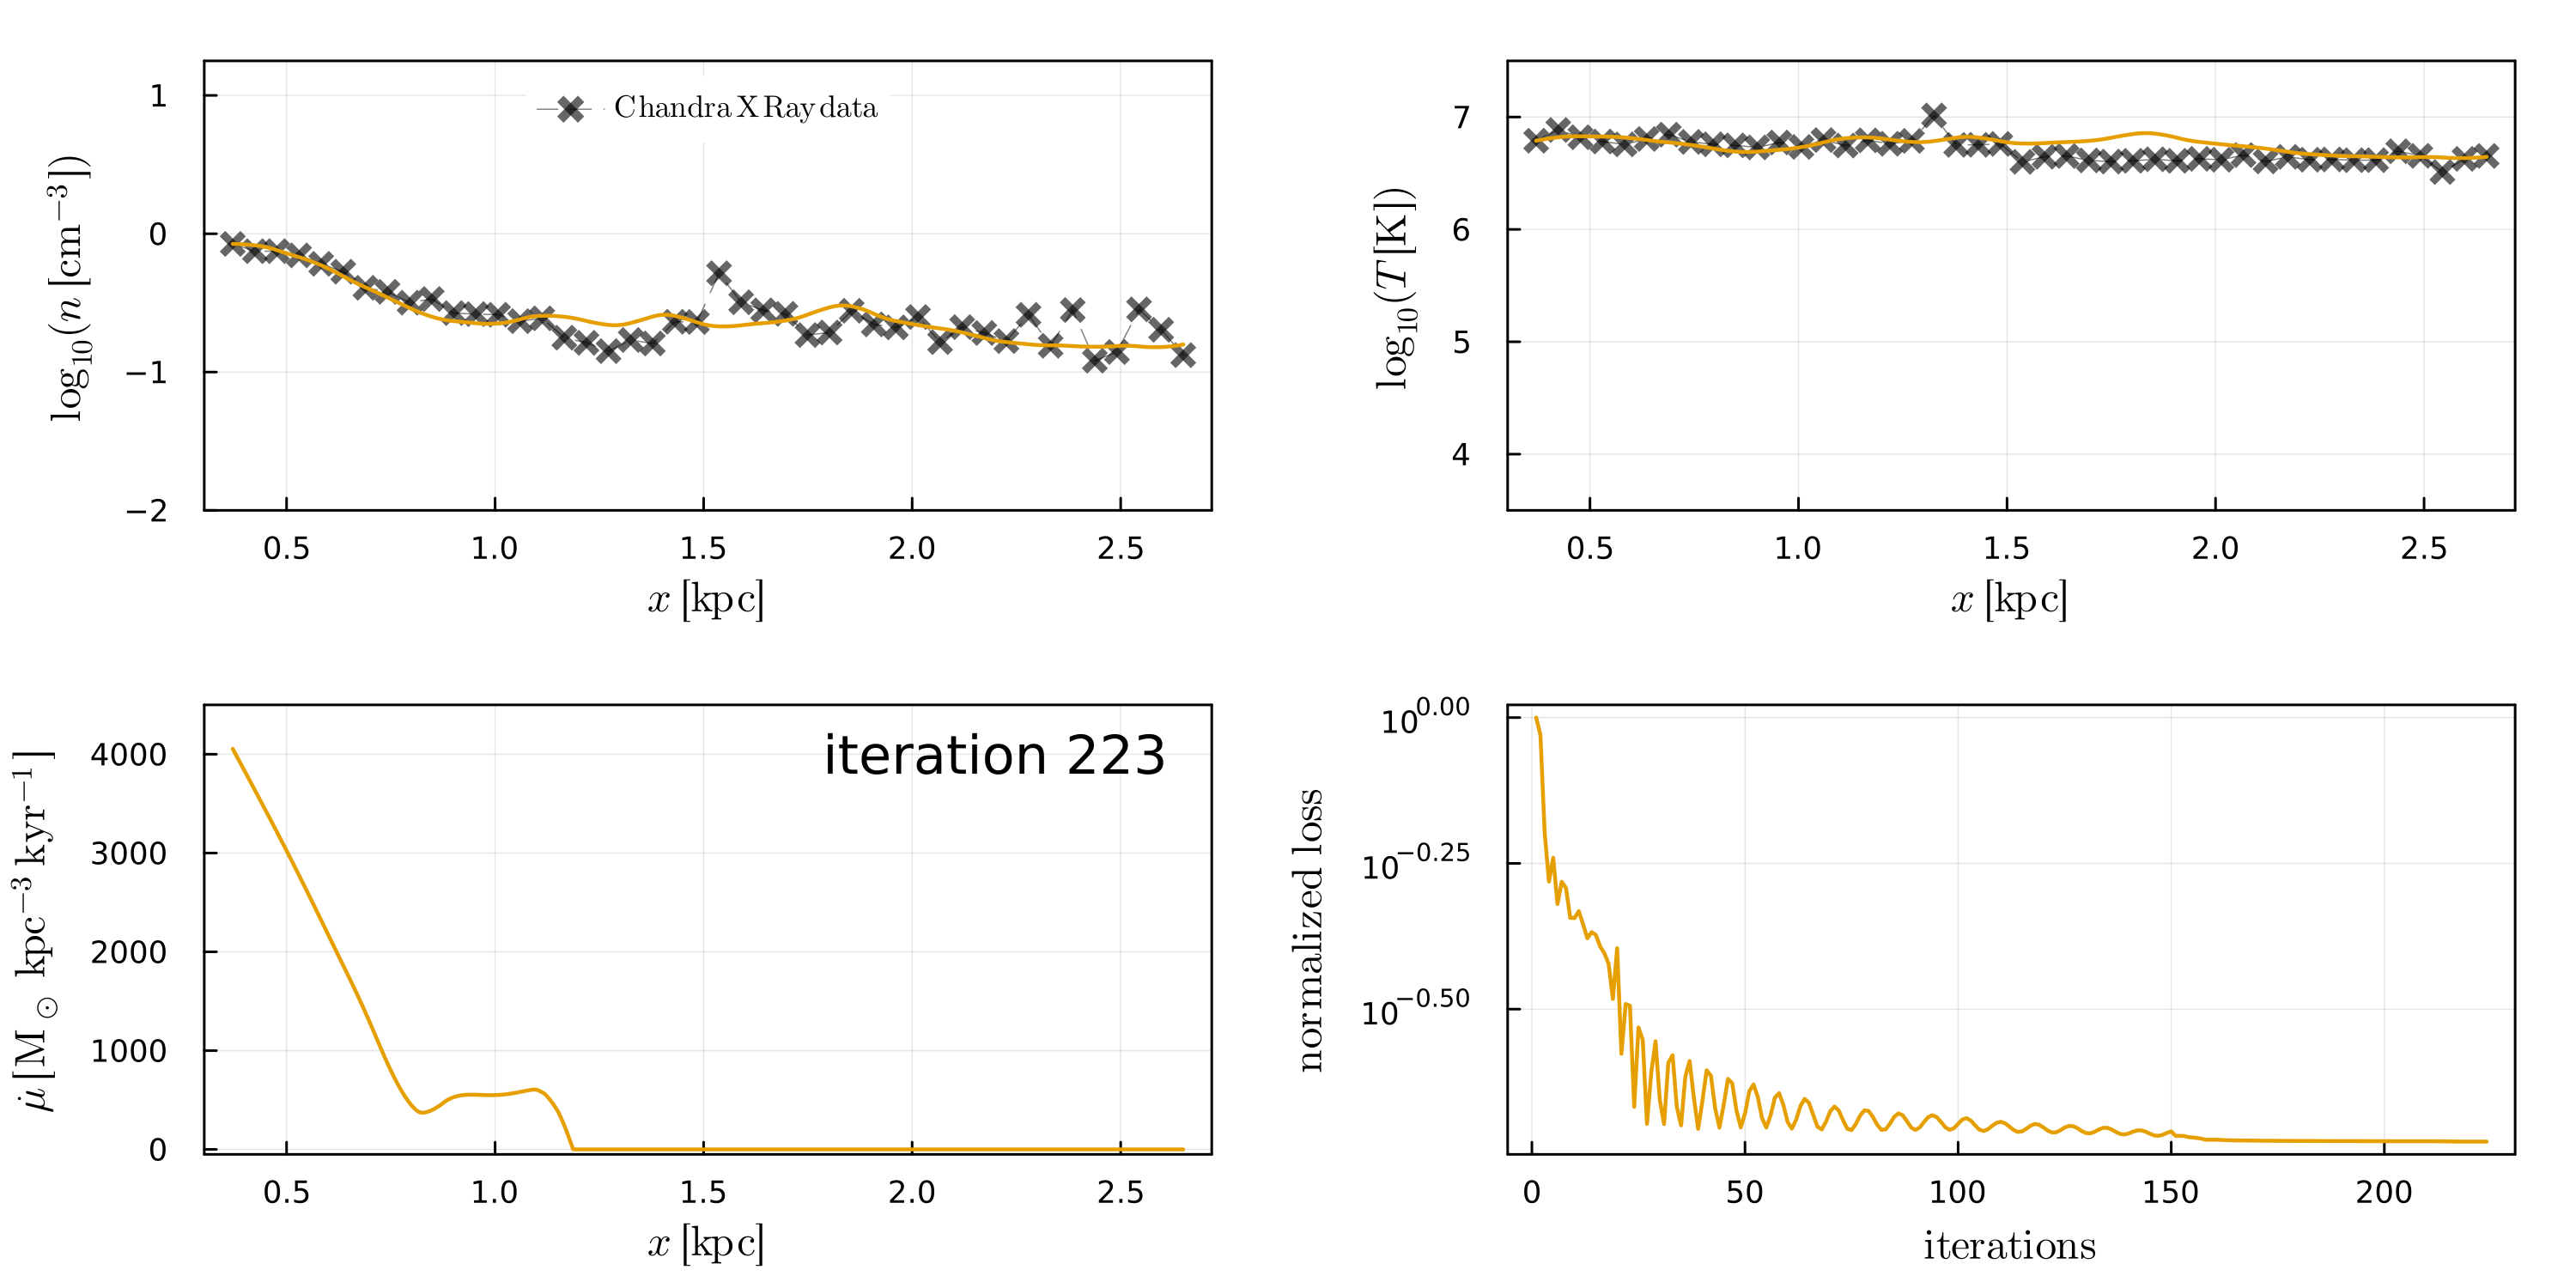 log₁₀(n [cm⁻³])
1
0
−1
−2
Chandra X Ray data
0.5 1.0 1.5 2.0 2.5
x [kpc]
log₁₀(T [K])
7
6
5
4
0.5 1.0 1.5 2.0 2.5
x [kpc]
μ̇ [M⊙ kpc⁻³ kyr⁻¹]
4000
3000
2000
1000
0
iteration 223
0.5 1.0 1.5 2.0 2.5
x [kpc]
normalized loss
10⁰·⁰⁰
10⁻⁰·²⁵
10⁻⁰·⁵⁰
0 50 100 150 200
iterations